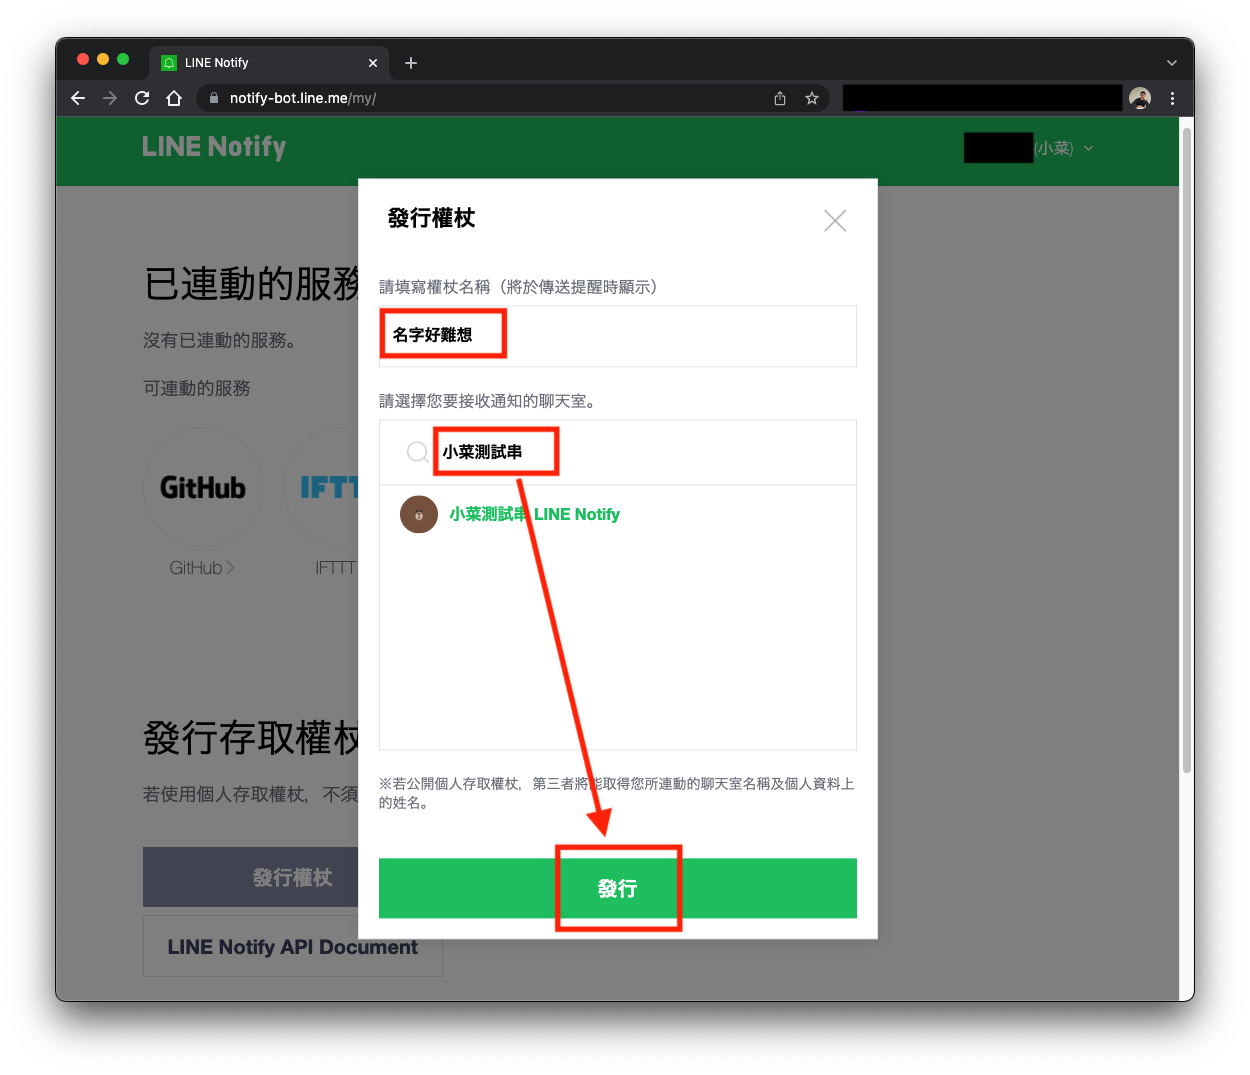 LINE Notify
notify-bot.line.me/my/
LINE Notify
(小菜)
發行權杖
請填寫權杖名稱（將於傳送提醒時顯示）
名字好難想
請選擇您要接收通知的聊天室。
小菜測試串
小菜測試串 LINE Notify
※若公開個人存取權杖，第三者將能取得您所連動的聊天室名稱及個人資料上
的姓名。
發行
已連動的服務
沒有已連動的服務。
可連動的服務
GitHub
IFTT
GitHub
IFTTT
發行存取權杖
若使用個人存取權杖，不須
發行權杖
LINE Notify API Document